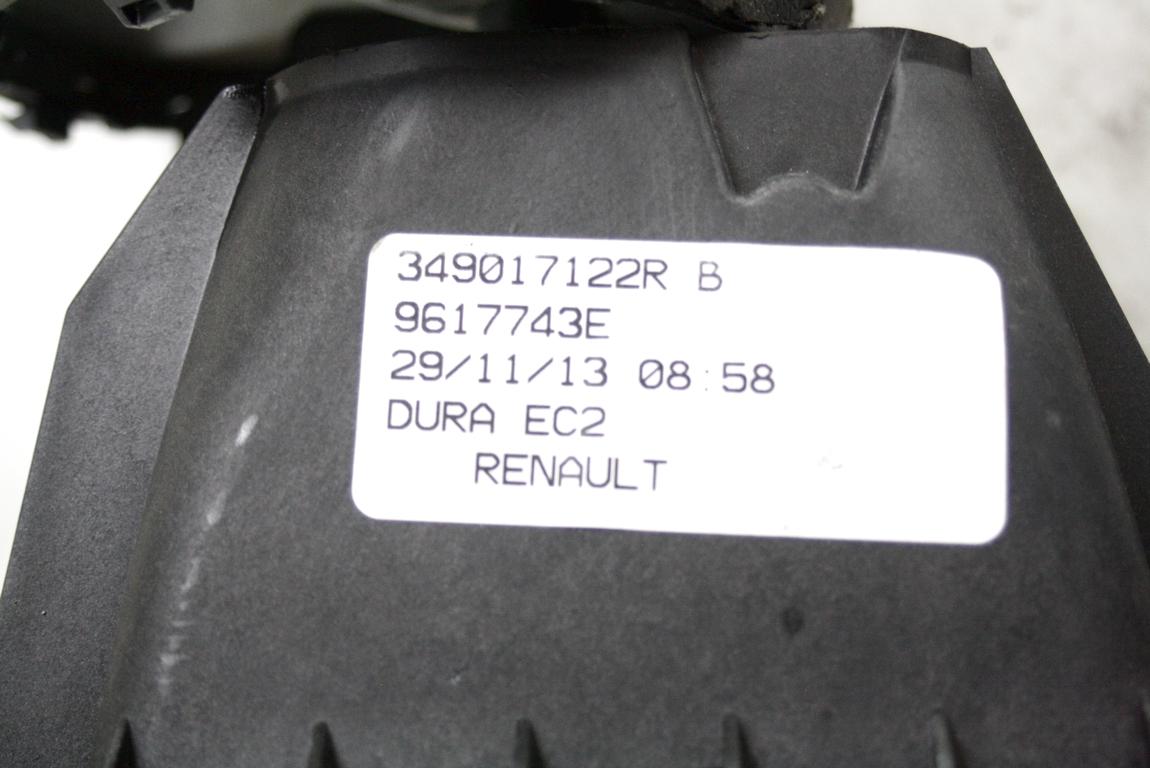 349017122R B
9617743E
29/11/13 08:58
DURA EC2
RENAULT